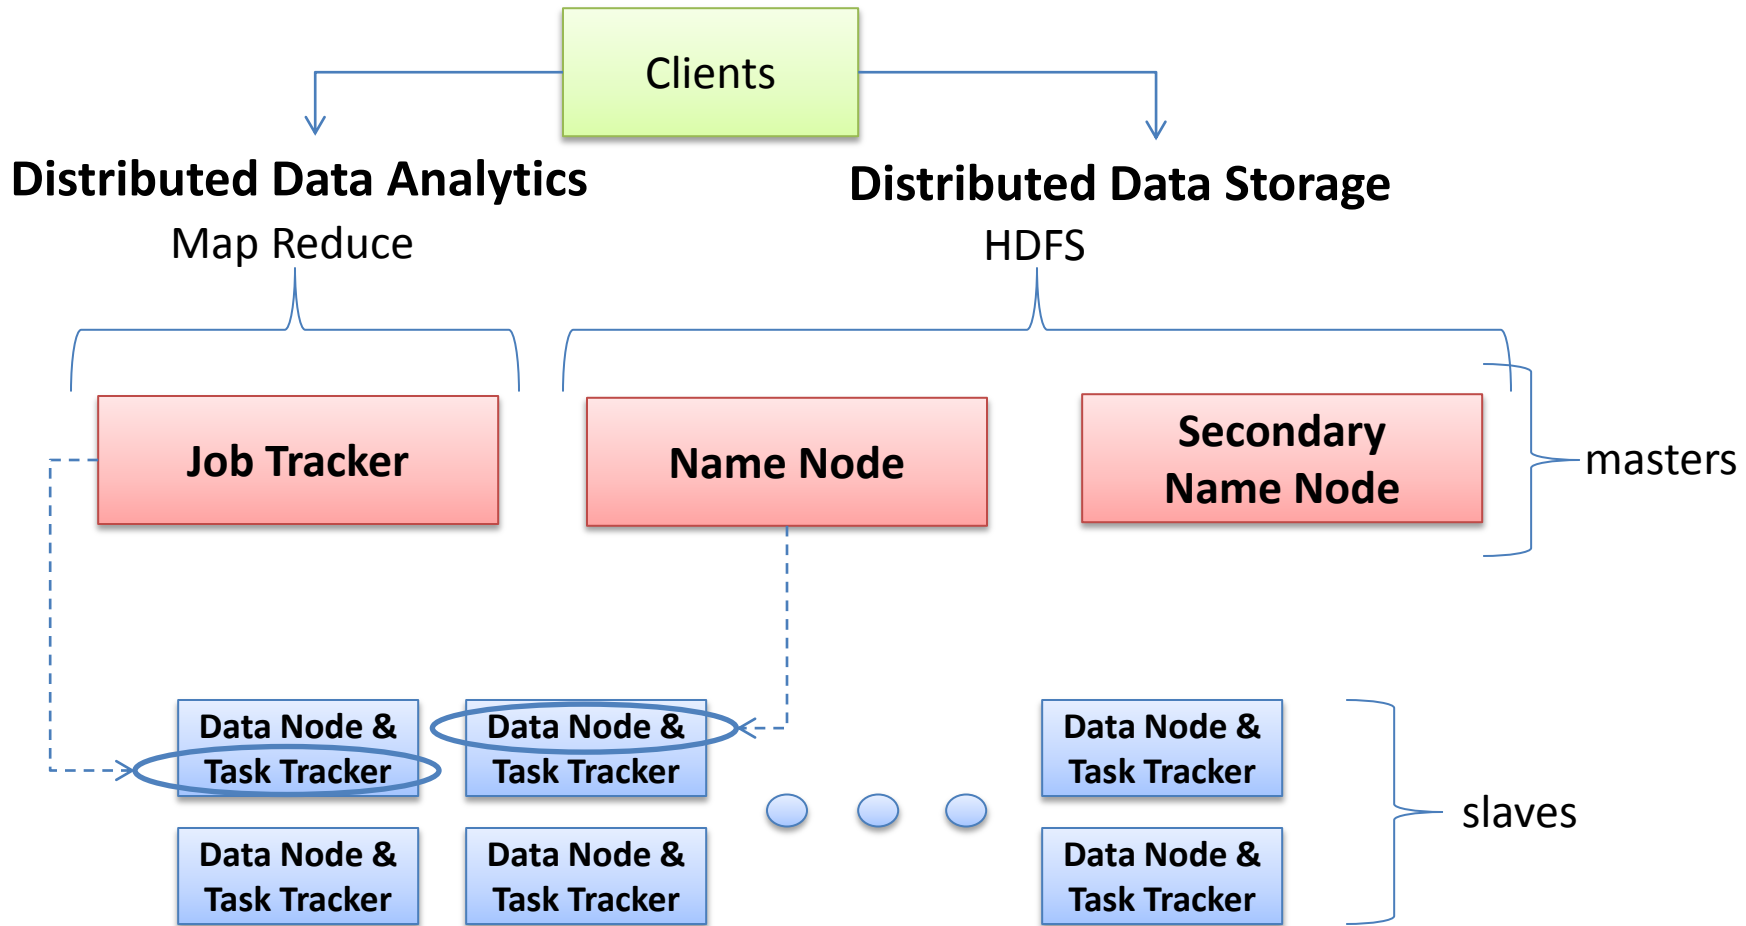 Clients
Distributed Data Analytics
Distributed Data Storage
Map Reduce
HDFS
Job Tracker
Name Node
Secondary
Name Node
masters
Data Node &
Task Tracker
Data Node &
Task Tracker
Data Node &
Task Tracker
slaves
Data Node &
Task Tracker
Data Node &
Task Tracker
Data Node &
Task Tracker